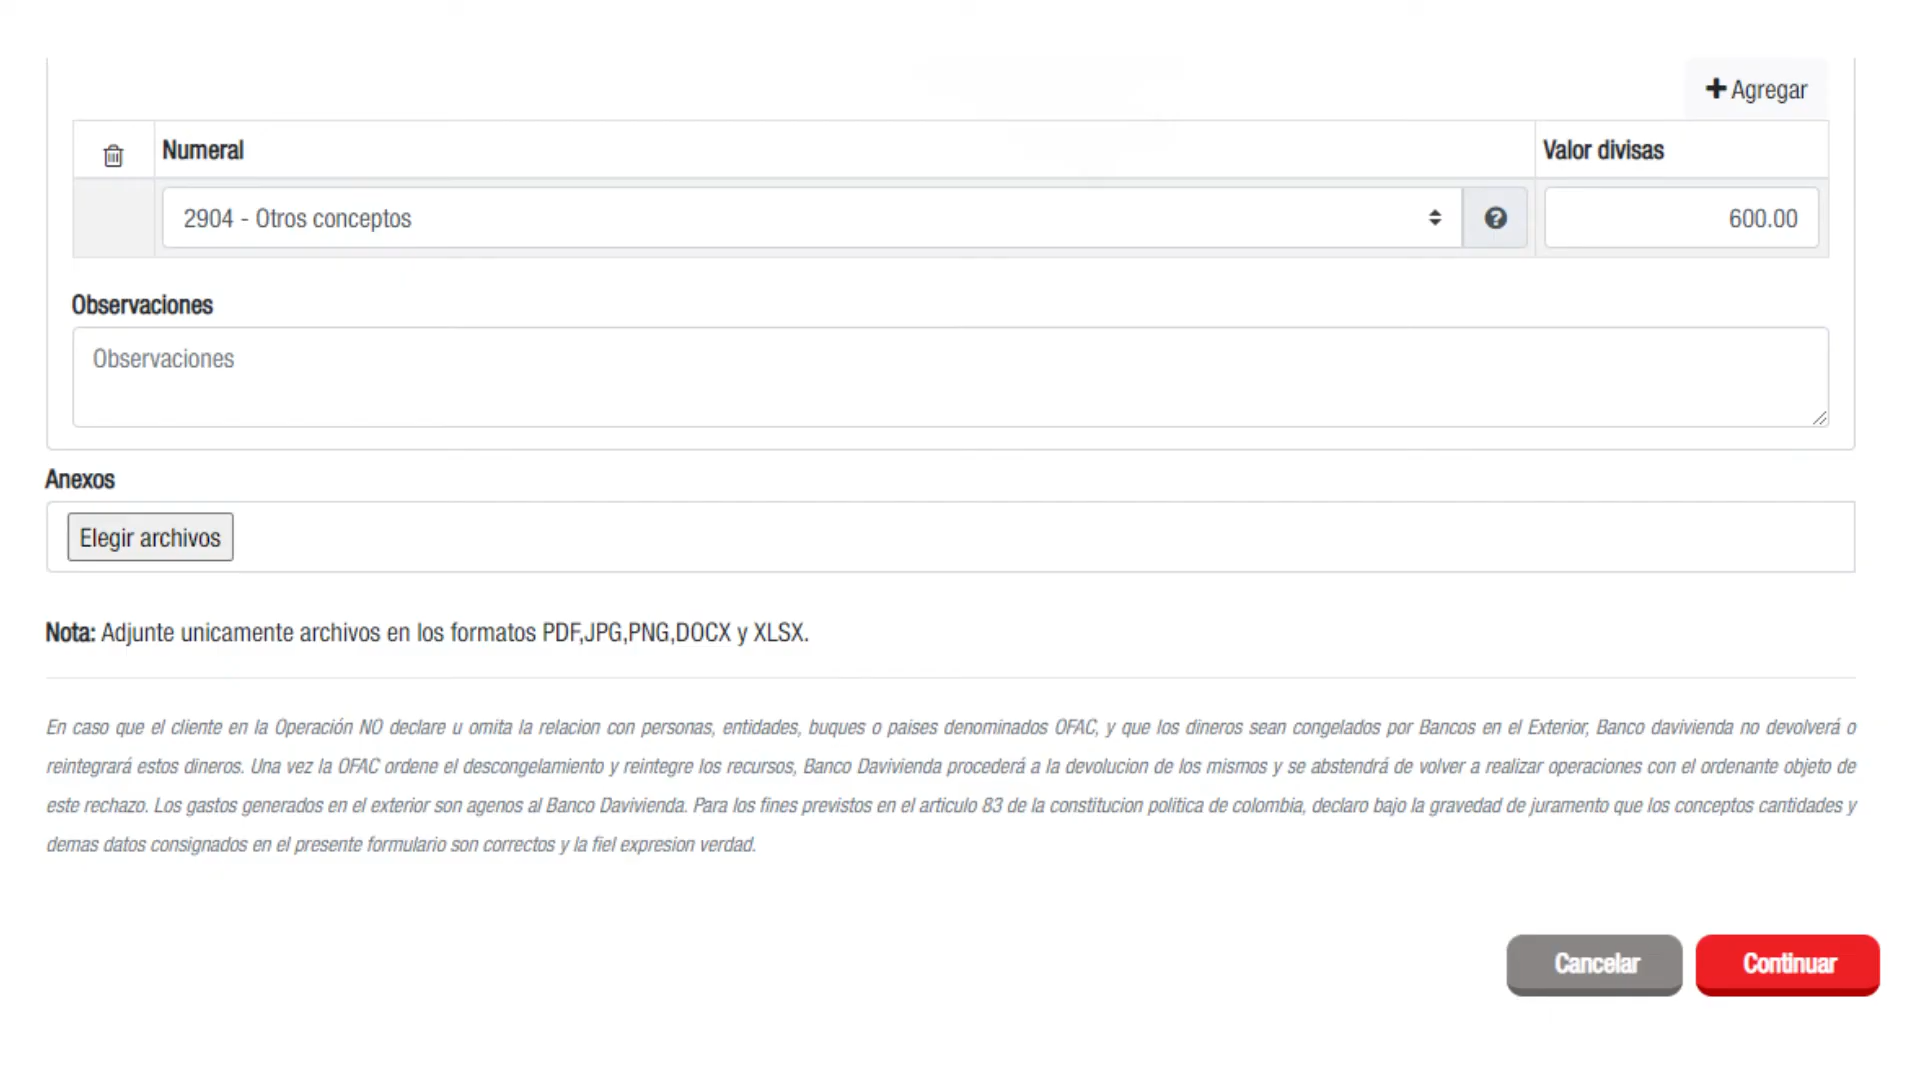 Agregar
Numeral
Valor divisas
2904 - Otros conceptos
600.00
Observaciones
Observaciones
Anexos
Elegir archivos
Nota: Adjunte unicamente archivos en los formatos PDF,JPG,PNG,DOCX y XLSX.
En caso que el cliente en la Operación NO declare u omita la relacion con personas, entidades, buques o paises denominados OFAC, y que los dineros sean congelados por Bancos en el Exterior, Banco davivienda no devolverá o
reintegrará estos dineros. Una vez la OFAC ordene el descongelamiento y reintegre los recursos, Banco Davivienda procederá a la devolucion de los mismos y se abstendrá de volver a realizar operaciones con el ordenante objeto de
este rechazo. Los gastos generados en el exterior son agenos al Banco Davivienda. Para los fines previstos en el articulo 83 de la constitucion politica de colombia, declaro bajo la gravedad de juramento que los conceptos cantidades y
demas datos consignados en el presente formulario son correctos y la fiel expresion verdad.
Cancelar
Continuar